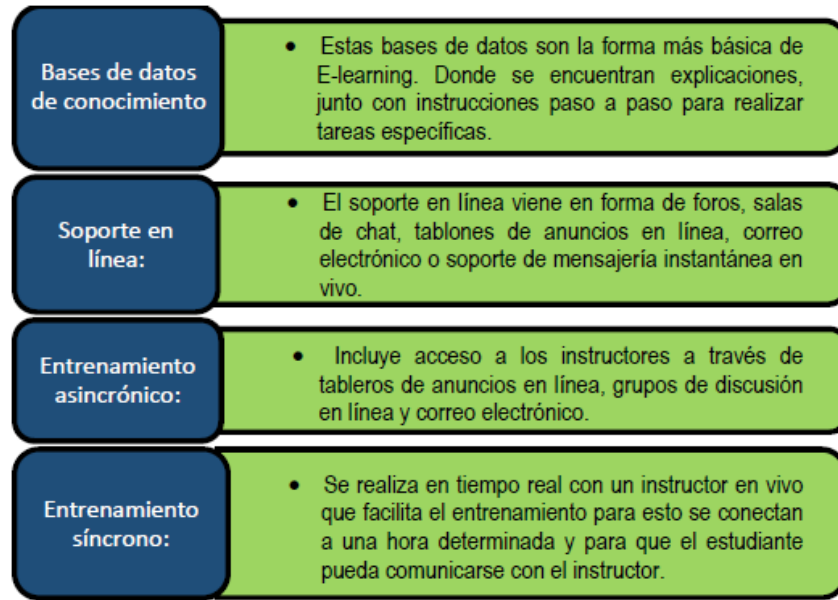 Bases de datos
de conocimiento
• Estas bases de datos son la forma más básica de
E-learning. Donde se encuentran explicaciones,
junto con instrucciones paso a paso para realizar
tareas específicas.
Soporte en
línea:
• El soporte en línea viene en forma de foros, salas
de chat, tablones de anuncios en línea, correo
electrónico o soporte de mensajería instantánea en
vivo.
Entrenamiento
asincrónico:
• Incluye acceso a los instructores a través de
tableros de anuncios en línea, grupos de discusión
en línea y correo electrónico.
Entrenamiento
síncrono:
• Se realiza en tiempo real con un instructor en vivo
que facilita el entrenamiento para esto se conectan
a una hora determinada y para que el estudiante
pueda comunicarse con el instructor.